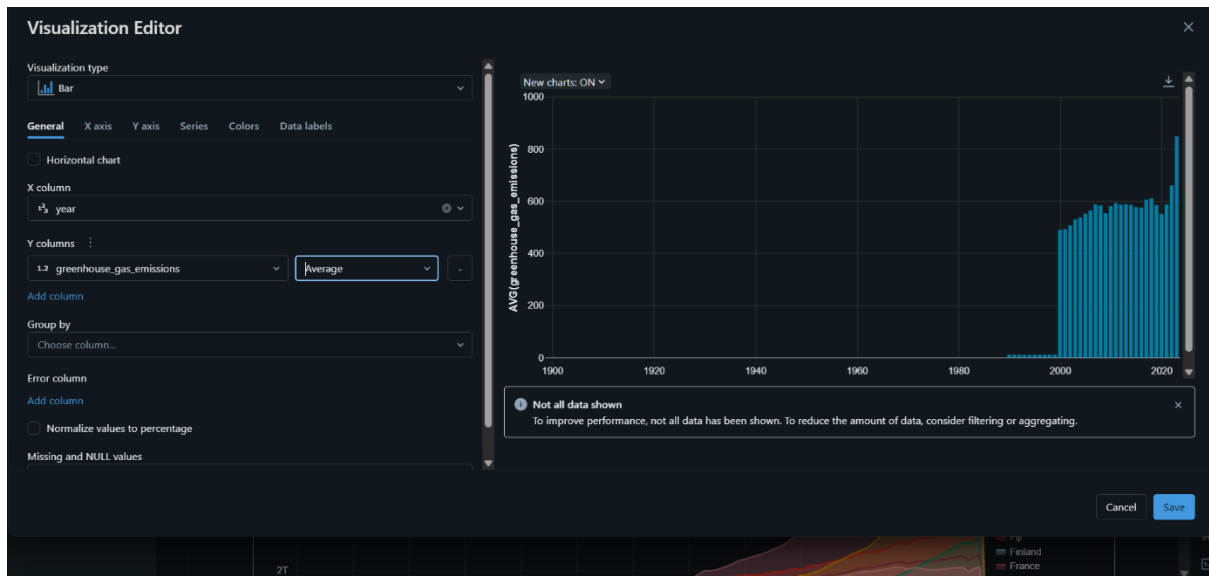 Visualization Editor
Visualization type
Bar
General X axis Y axis Series Colors Data labels
Horizontal chart
X column
1²₃ year
Y columns
1.2 greenhouse_gas_emissions Average -
Add column
Group by
Choose column...
Error column
Add column
Normalize values to percentage
Missing and NULL values
New charts: ON
AVG(greenhouse_gas_emissions)
1000
800
600
400
200
0
1900 1920 1940 1960 1980 2000 2020
Not all data shown
To improve performance, not all data has been shown. To reduce the amount of data, consider filtering or aggregating.
Cancel Save
2T
Fiji
Finland
France